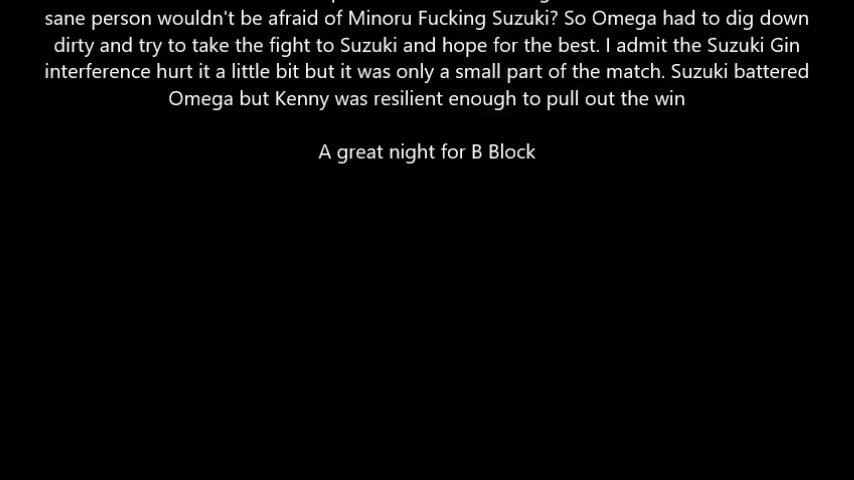 sane person wouldn't be afraid of Minoru Fucking Suzuki? So Omega had to dig down
dirty and try to take the fight to Suzuki and hope for the best. I admit the Suzuki Gin
interference hurt it a little bit but it was only a small part of the match. Suzuki battered
Omega but Kenny was resilient enough to pull out the win
A great night for B Block